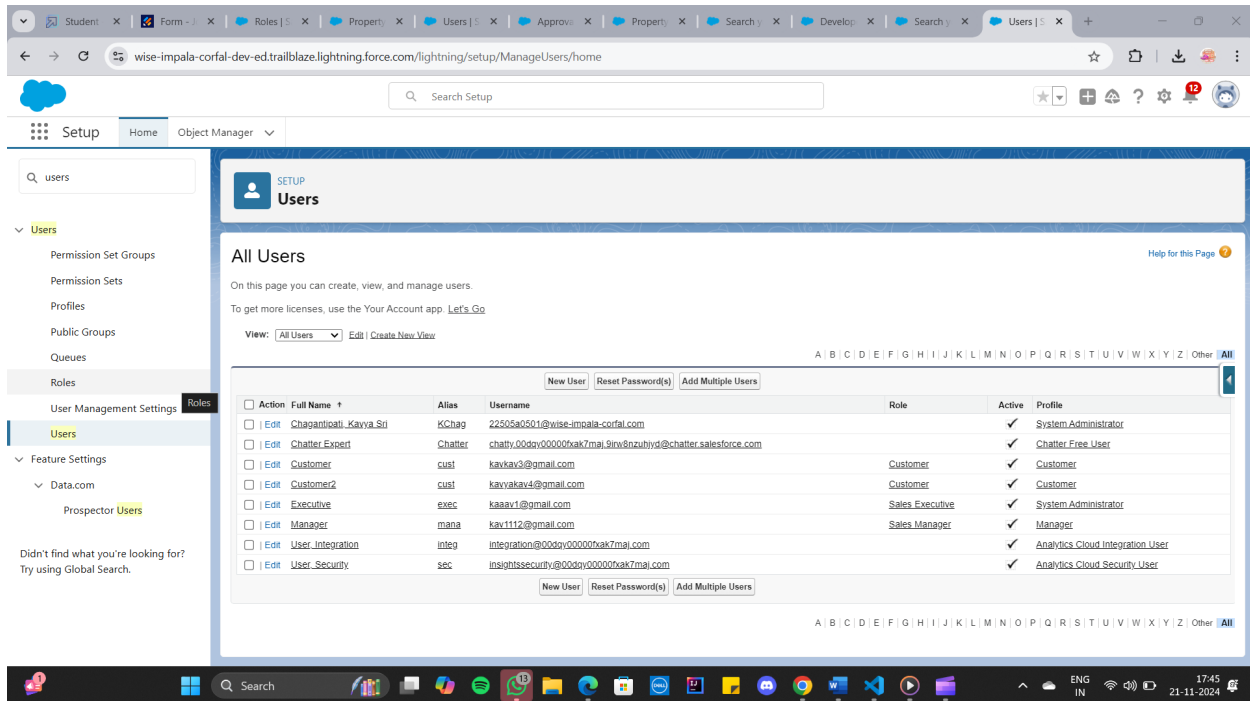 Student
Form - J
Roles | S
Property
Users | S
Approva
Property
Search y
Develop
Search y
Users | S
wise-impala-corfal-dev-ed.trailblaze.lightning.force.com/lightning/setup/ManageUsers/home
Search Setup
12
Setup Home Object Manager
users
SETUP
Users
Users
Permission Set Groups
Permission Sets
Profiles
Public Groups
Queues
Roles
User Management Settings
Roles
Users
Feature Settings
Data.com
Prospector Users
Didn't find what you're looking for?
Try using Global Search.
All Users
Help for this Page
On this page you can create, view, and manage users.
To get more licenses, use the Your Account app. Let's Go
View: All Users Edit | Create New View
A | B | C | D | E | F | G | H | I | J | K | L | M | N | O | P | Q | R | S | T | U | V | W | X | Y | Z | Other All
New User Reset Password(s) Add Multiple Users
Action Full Name ↑ Alias Username Role Active Profile
| Edit Chagantipati, Kavya Sri KChag 22505a0501@wise-impala-corfal.com System Administrator
| Edit Chatter Expert Chatter chatty.00dqy00000fxak7maj.9irw8nzuhjyd@chatter.salesforce.com Chatter Free User
| Edit Customer cust kavkav3@gmail.com Customer Customer
| Edit Customer2 cust kavyakav4@gmail.com Customer Customer
| Edit Executive exec kaaav1@gmail.com Sales Executive System Administrator
| Edit Manager mana kav1112@gmail.com Sales Manager Manager
| Edit User, Integration integ integration@00dqy00000fxak7maj.com Analytics Cloud Integration User
| Edit User, Security sec insightssecurity@00dqy00000fxak7maj.com Analytics Cloud Security User
New User Reset Password(s) Add Multiple Users
A | B | C | D | E | F | G | H | I | J | K | L | M | N | O | P | Q | R | S | T | U | V | W | X | Y | Z | Other All
1
Search
13
DELL
ENG
IN
17:45
21-11-2024